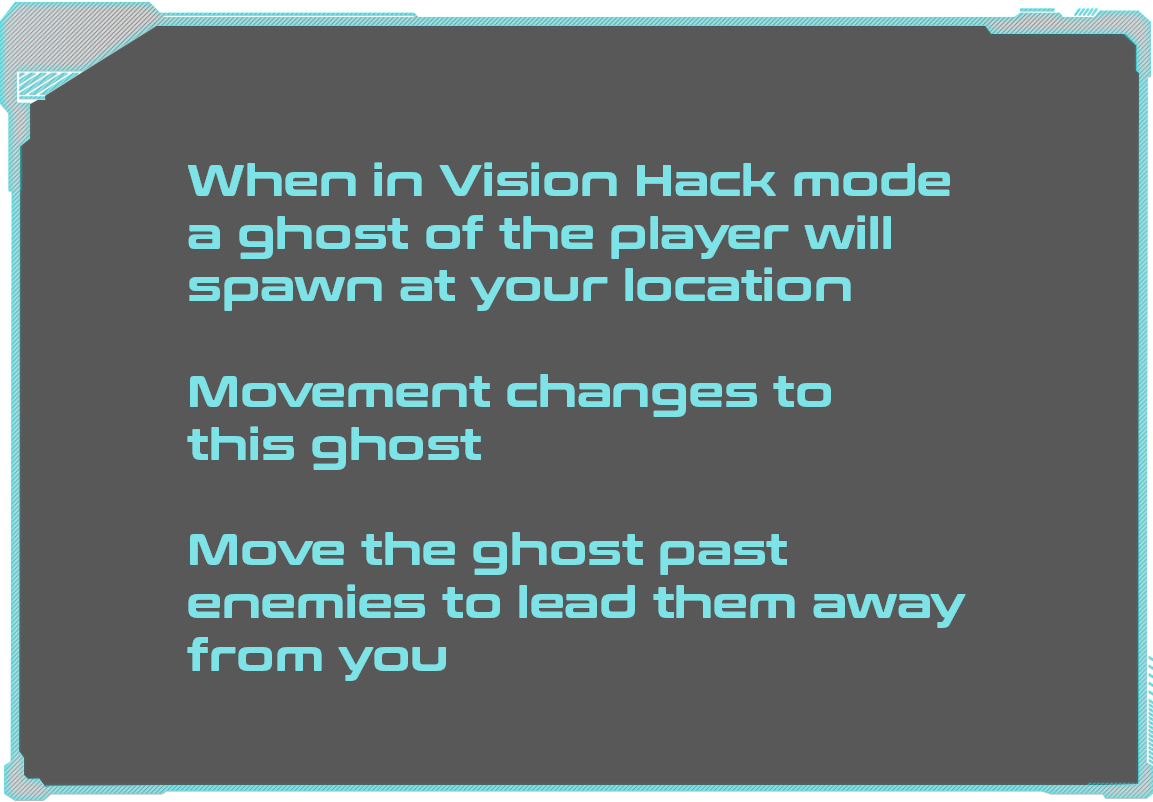 When in Vision Hack mode
a ghost of the player will
spawn at your location
Movement changes to
this ghost
Move the ghost past
enemies to lead them away
from you